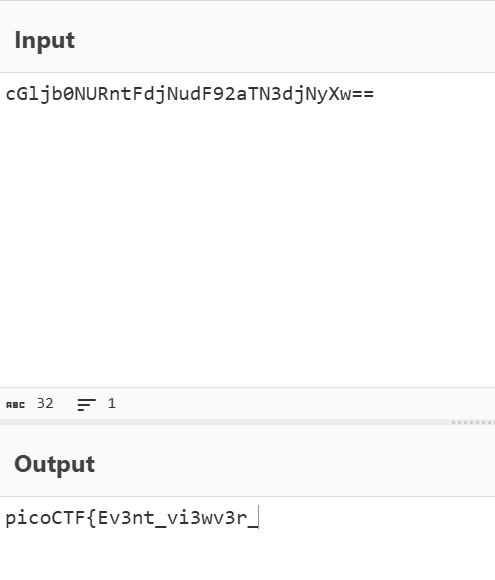 Input
cGljb0NURntFdjNudF92aTN3djNyXw==
ABC 32 1
Output
picoCTF{Ev3nt_vi3wv3r_